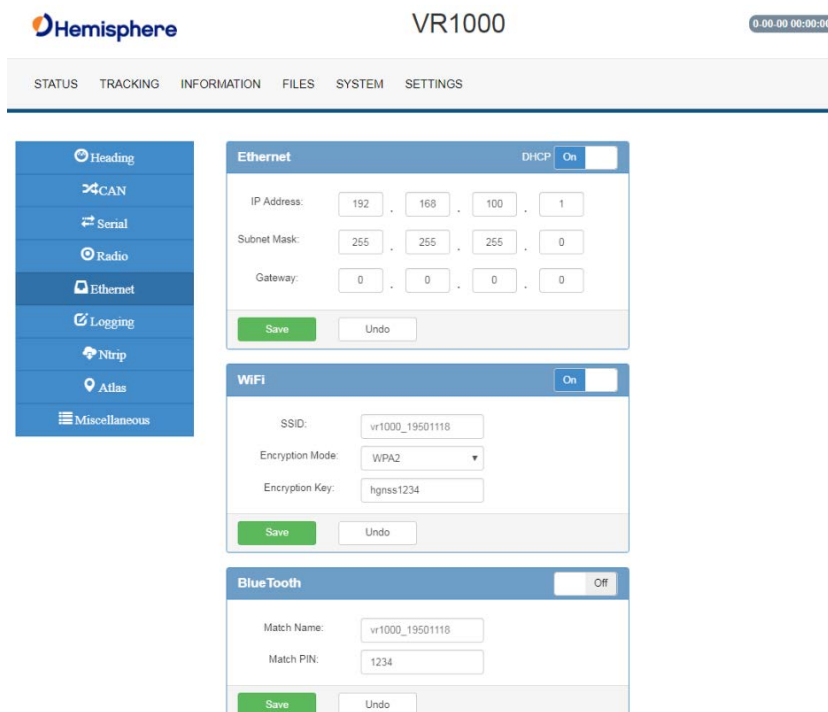 Hemisphere
VR1000
0-00-00 00:00:00
STATUS TRACKING INFORMATION FILES SYSTEM SETTINGS
Heading
CAN
Serial
Radio
Ethernet
Logging
Ntrip
Atlas
Miscellaneous
Ethernet DHCP On
IP Address: 192 . 168 . 100 . 1
Subnet Mask: 255 . 255 . 255 . 0
Gateway: 0 . 0 . 0 . 0
Save Undo
WiFi On
SSID: vr1000_19501118
Encryption Mode: WPA2
Encryption Key: hgnss1234
Save Undo
BlueTooth Off
Match Name: vr1000_19501118
Match PIN: 1234
Save Undo